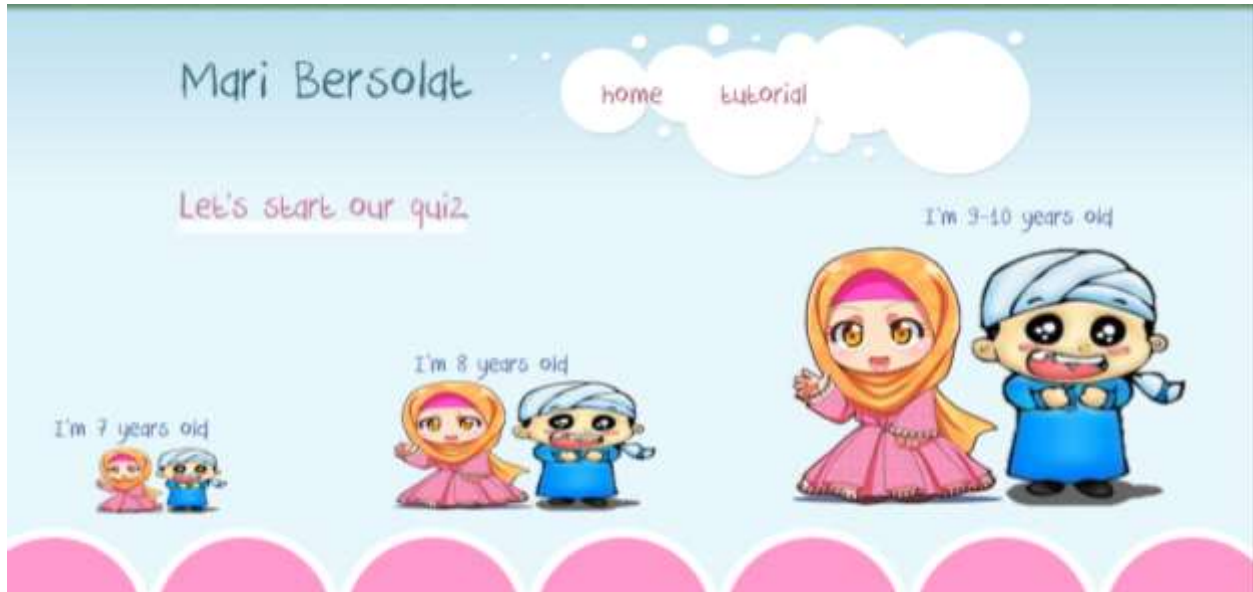 Mari Bersolat
home tutorial
Let's start our quiz
I'm 9-10 years old
I'm 8 years old
I'm 7 years old